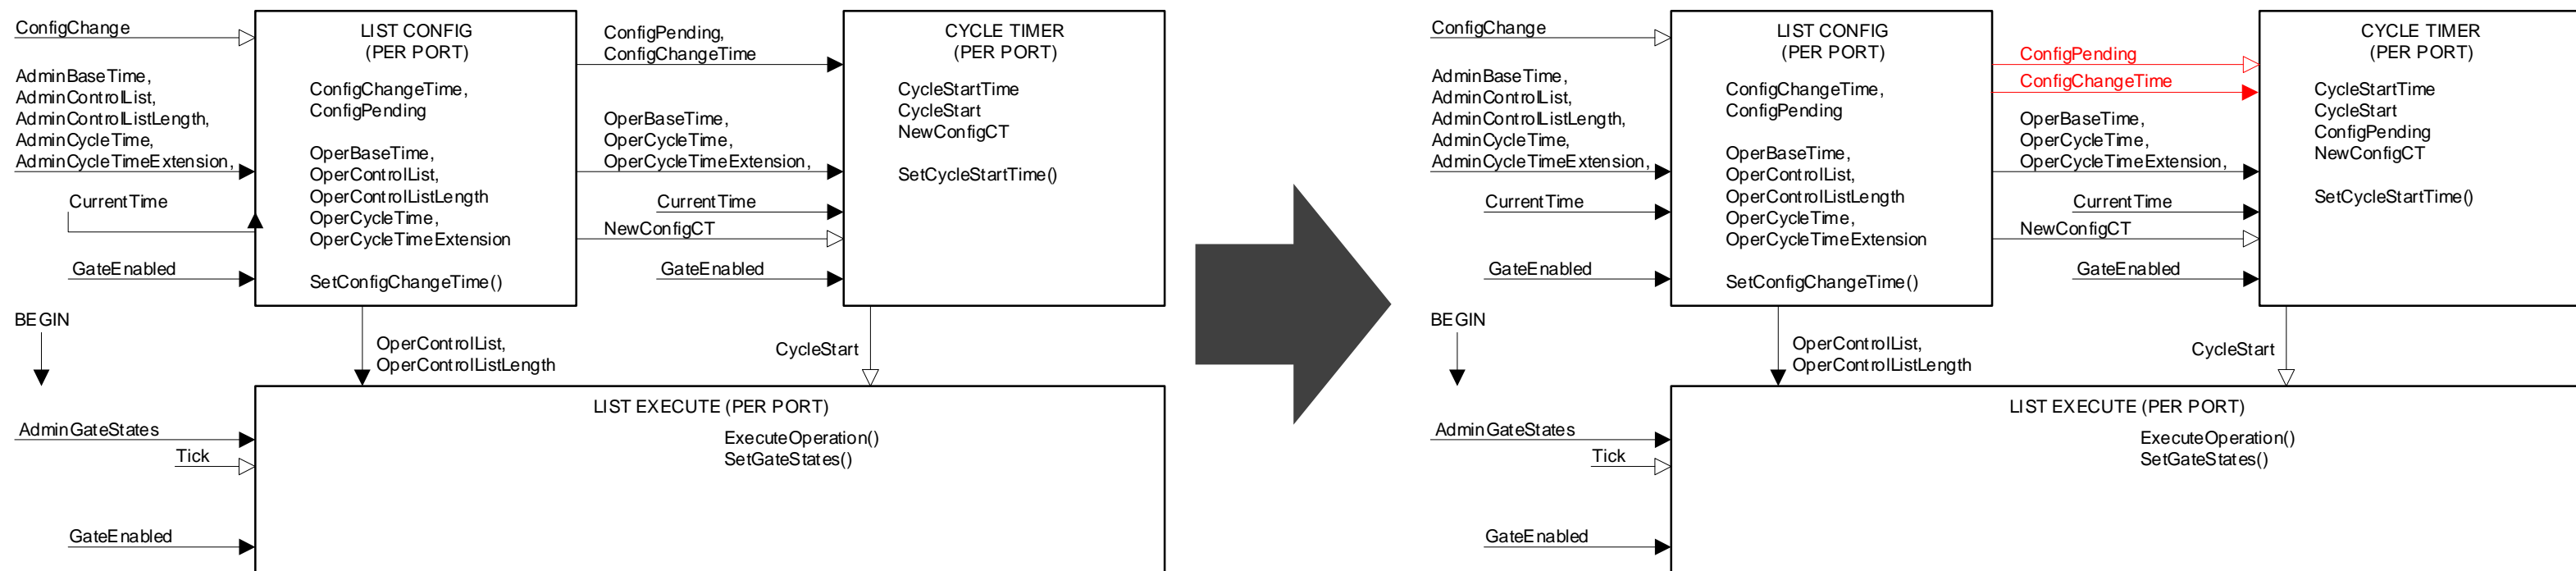 ConfigChange
AdminBaseTime,
AdminControlList,
AdminControlListLength,
AdminCycleTime,
AdminCycleTimeExtension,
CurrentTime
GateEnabled
BEGIN
LIST CONFIG
(PER PORT)
ConfigChangeTime,
ConfigPending
OperBaseTime,
OperControlList,
OperControlListLength
OperCycleTime,
OperCycleTimeExtension
SetConfigChangeTime()
ConfigPending,
ConfigChangeTime
OperBaseTime,
OperCycleTime,
OperCycleTimeExtension,
CurrentTime
NewConfigCT
GateEnabled
CYCLE TIMER
(PER PORT)
CycleStartTime
CycleStart
NewConfigCT
SetCycleStartTime()
OperControlList,
OperControlListLength
CycleStart
LIST EXECUTE (PER PORT)
ExecuteOperation()
SetGateStates()
AdminGateStates
Tick
GateEnabled
ConfigChange
AdminBaseTime,
AdminControlList,
AdminControlListLength,
AdminCycleTime,
AdminCycleTimeExtension,
CurrentTime
GateEnabled
BEGIN
LIST CONFIG
(PER PORT)
ConfigChangeTime,
ConfigPending
OperBaseTime,
OperControlList,
OperControlListLength
OperCycleTime,
OperCycleTimeExtension
SetConfigChangeTime()
ConfigPending
ConfigChangeTime
OperBaseTime,
OperCycleTime,
OperCycleTimeExtension,
CurrentTime
NewConfigCT
GateEnabled
CYCLE TIMER
(PER PORT)
CycleStartTime
CycleStart
ConfigPending
NewConfigCT
SetCycleStartTime()
OperControlList,
OperControlListLength
CycleStart
LIST EXECUTE (PER PORT)
ExecuteOperation()
SetGateStates()
AdminGateStates
Tick
GateEnabled